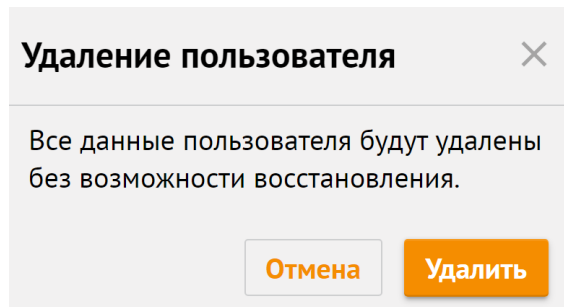 Удаление пользователя
Все данные пользователя будут удалены
без возможности восстановления.
Отмена
Удалить